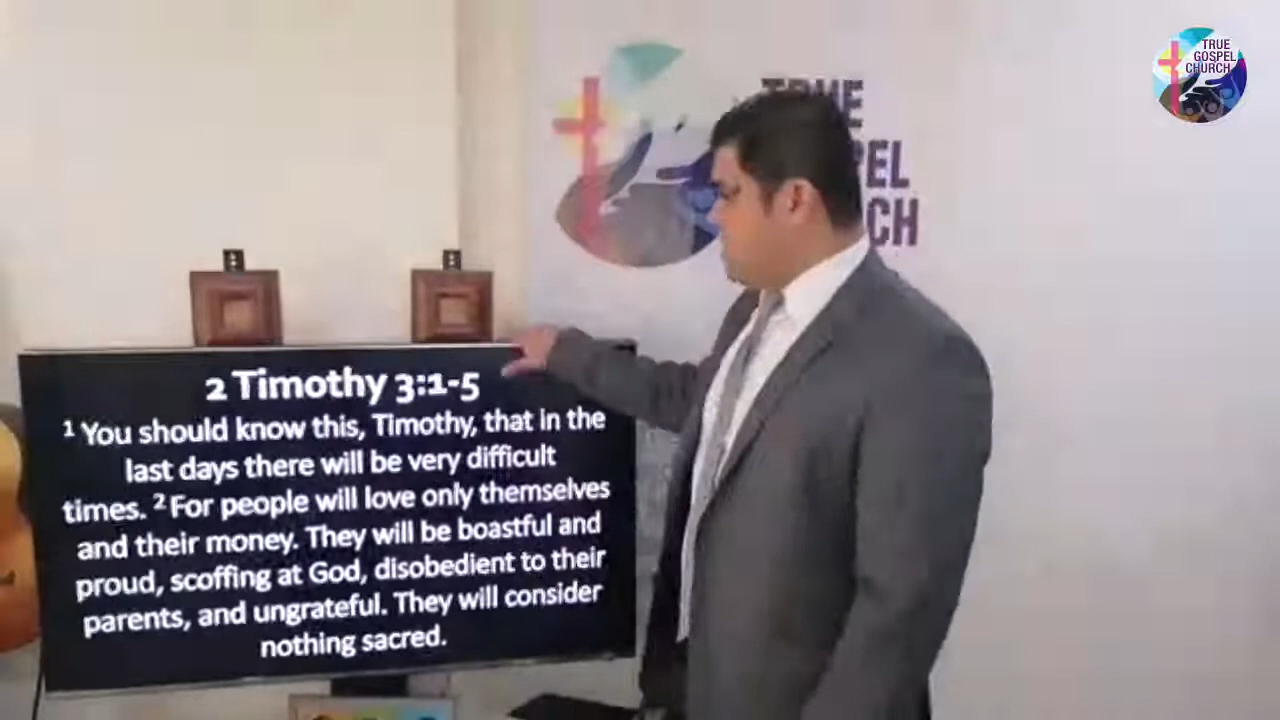 TRUE
GOSPEL
CHURCH
2 Timothy 3:1-5
1 You should know this, Timothy, that in the
last days there will be very difficult
times. 2 For people will love only themselves
and their money. They will be boastful and
proud, scoffing at God, disobedient to their
parents, and ungrateful. They will consider
nothing sacred.